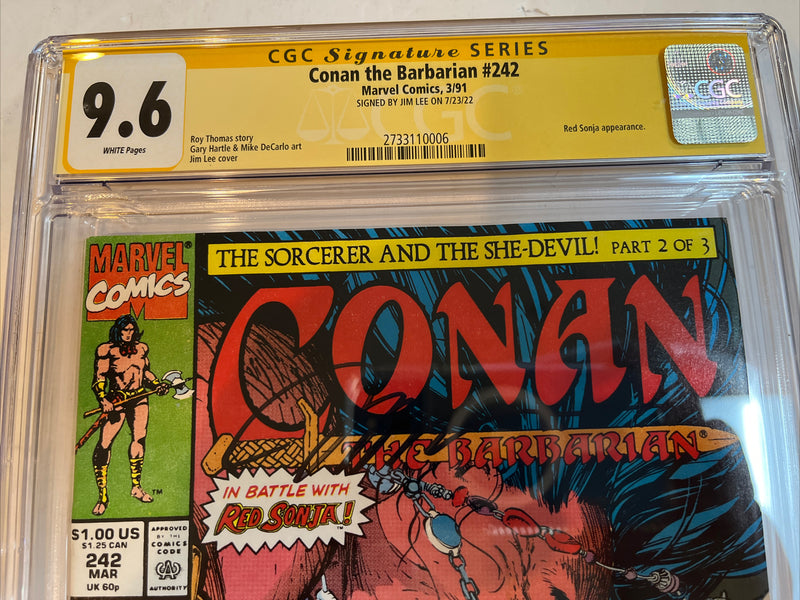 CGC Signature SERIES
Conan the Barbarian #242
Marvel Comics, 3/91
SIGNED BY JIM LEE ON 7/23/22
9.6
WHITE Pages
Roy Thomas story
Gary Hartle & Mike DeCarlo art
Jim Lee cover
2733110006
Red Sonja appearance.
CGC
CGC
THE SORCERER AND THE SHE-DEVIL! PART 2 OF 3
MARVEL®
COMICS
M
CONAN
THE BARBARIAN®
TM
IN BATTLE WITH
RED SONJA!
$1.00 US
$1.25 CAN
242
MAR
UK 60p
APPROVED
BY THE
COMICS
CODE
AUTHORITY